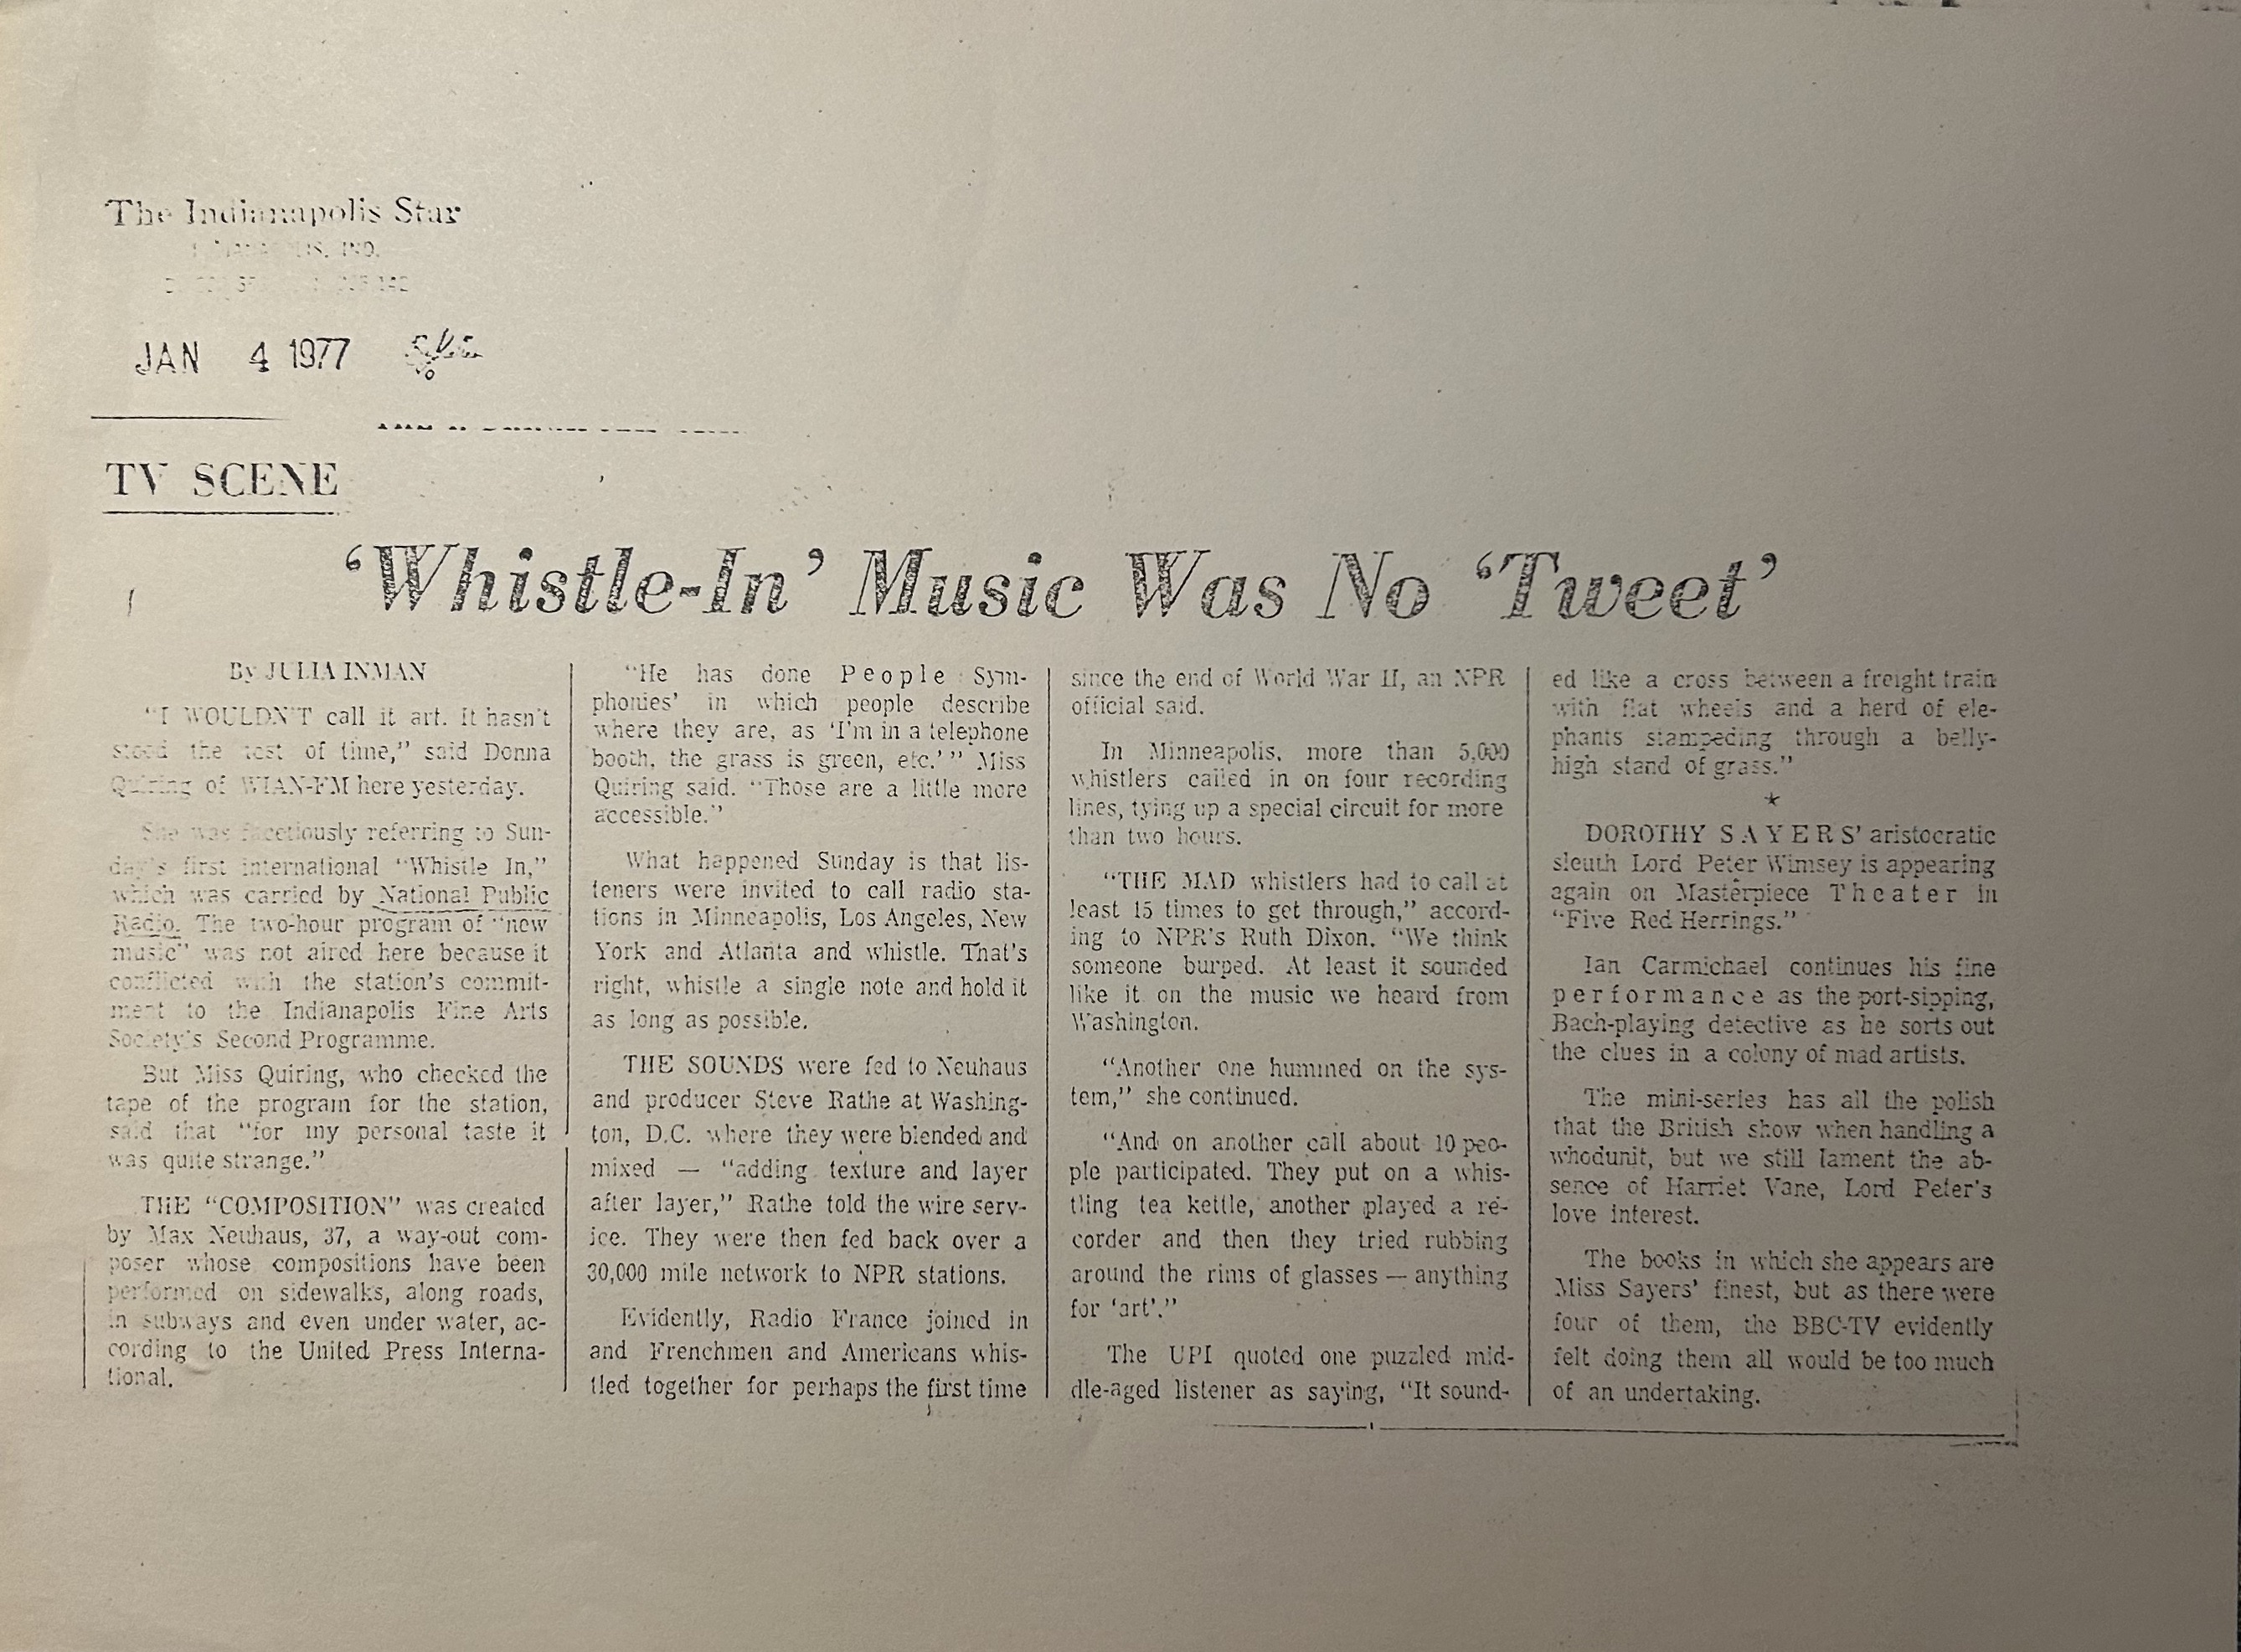 The Indianapolis Star
JAN 4 1977
TV SCENE
‘Whistle-In’ Music Was No ‘Tweet’
By JULIA INMAN
“I WOULDN'T call it art. It hasn't
stood the test of time,” said Donna
Quiring of WIAN-FM here yesterday.
She was facetiously referring to Sun-
day's first international “Whistle In,”
which was carried by National Public
Radio. The two-hour program of “new
music” was not aired here because it
conflicted with the station's commit-
ment to the Indianapolis Fine Arts
Society's Second Programme.
But Miss Quiring, who checked the
tape of the program for the station,
said that “for my personal taste it
was quite strange.”
THE “COMPOSITION” was created
by Max Neuhaus, 37, a way-out com-
poser whose compositions have been
performed on sidewalks, along roads,
in subways and even under water, ac-
cording to the United Press Interna-
tional.
“He has done People Sym-
phonies’ in which people describe
where they are, as ‘I'm in a telephone
booth, the grass is green, etc.’ ” Miss
Quiring said. “Those are a little more
accessible.”
What happened Sunday is that lis-
teners were invited to call radio sta-
tions in Minneapolis, Los Angeles, New
York and Atlanta and whistle. That's
right, whistle a single note and hold it
as long as possible.
THE SOUNDS were fed to Neuhaus
and producer Steve Rathe at Washing-
ton, D.C. where they were blended and
mixed — “adding texture and layer
after layer,” Rathe told the wire serv-
ice. They were then fed back over a
30,000 mile network to NPR stations.
Evidently, Radio France joined in
and Frenchmen and Americans whis-
tled together for perhaps the first time
since the end of World War II, an NPR
official said.
In Minneapolis, more than 5,000
whistlers called in on four recording
lines, tying up a special circuit for more
than two hours.
“THE MAD whistlers had to call at
least 15 times to get through,” accord-
ing to NPR's Ruth Dixon. “We think
someone burped. At least it sounded
like it on the music we heard from
Washington.
“Another one hummed on the sys-
tem,” she continued.
“And on another call about 10 peo-
ple participated. They put on a whis-
tling tea kettle, another played a re-
corder and then they tried rubbing
around the rims of glasses — anything
for ‘art’.”
The UPI quoted one puzzled mid-
dle-aged listener as saying, “It sound-
ed like a cross between a freight train
with flat wheels and a herd of ele-
phants stampeding through a belly-
high stand of grass.”
★
DOROTHY SAYERS’ aristocratic
sleuth Lord Peter Wimsey is appearing
again on Masterpiece Theater in
“Five Red Herrings.”
Ian Carmichael continues his fine
performance as the port-sipping,
Bach-playing detective as he sorts out
the clues in a colony of mad artists.
The mini-series has all the polish
that the British show when handling a
whodunit, but we still lament the ab-
sence of Harriet Vane, Lord Peter's
love interest.
The books in which she appears are
Miss Sayers’ finest, but as there were
four of them, the BBC-TV evidently
felt doing them all would be too much
of an undertaking.